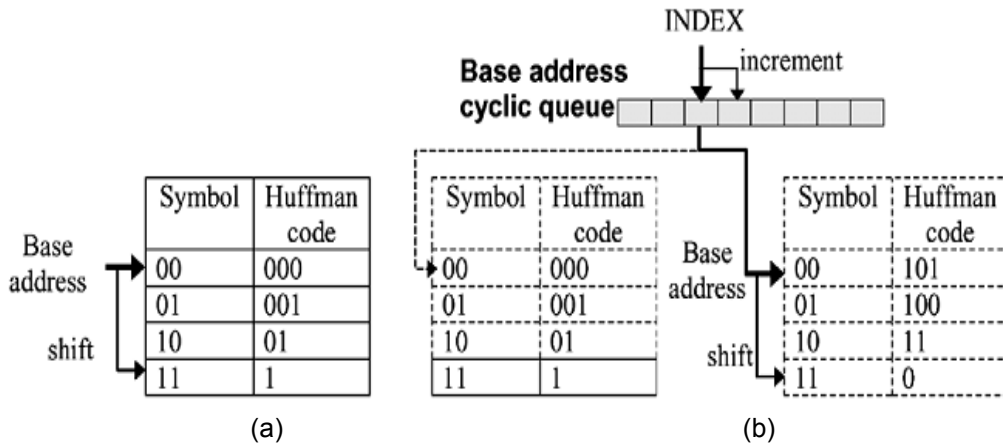 INDEX
increment
Base address
cyclic queue
Symbol Huffman code
00 000
01 001
10 01
11 1
Base address
shift
(a)
Symbol Huffman code
00 000
01 001
10 01
11 1
Base address
shift
Symbol Huffman code
00 101
01 100
10 11
11 0
(b)